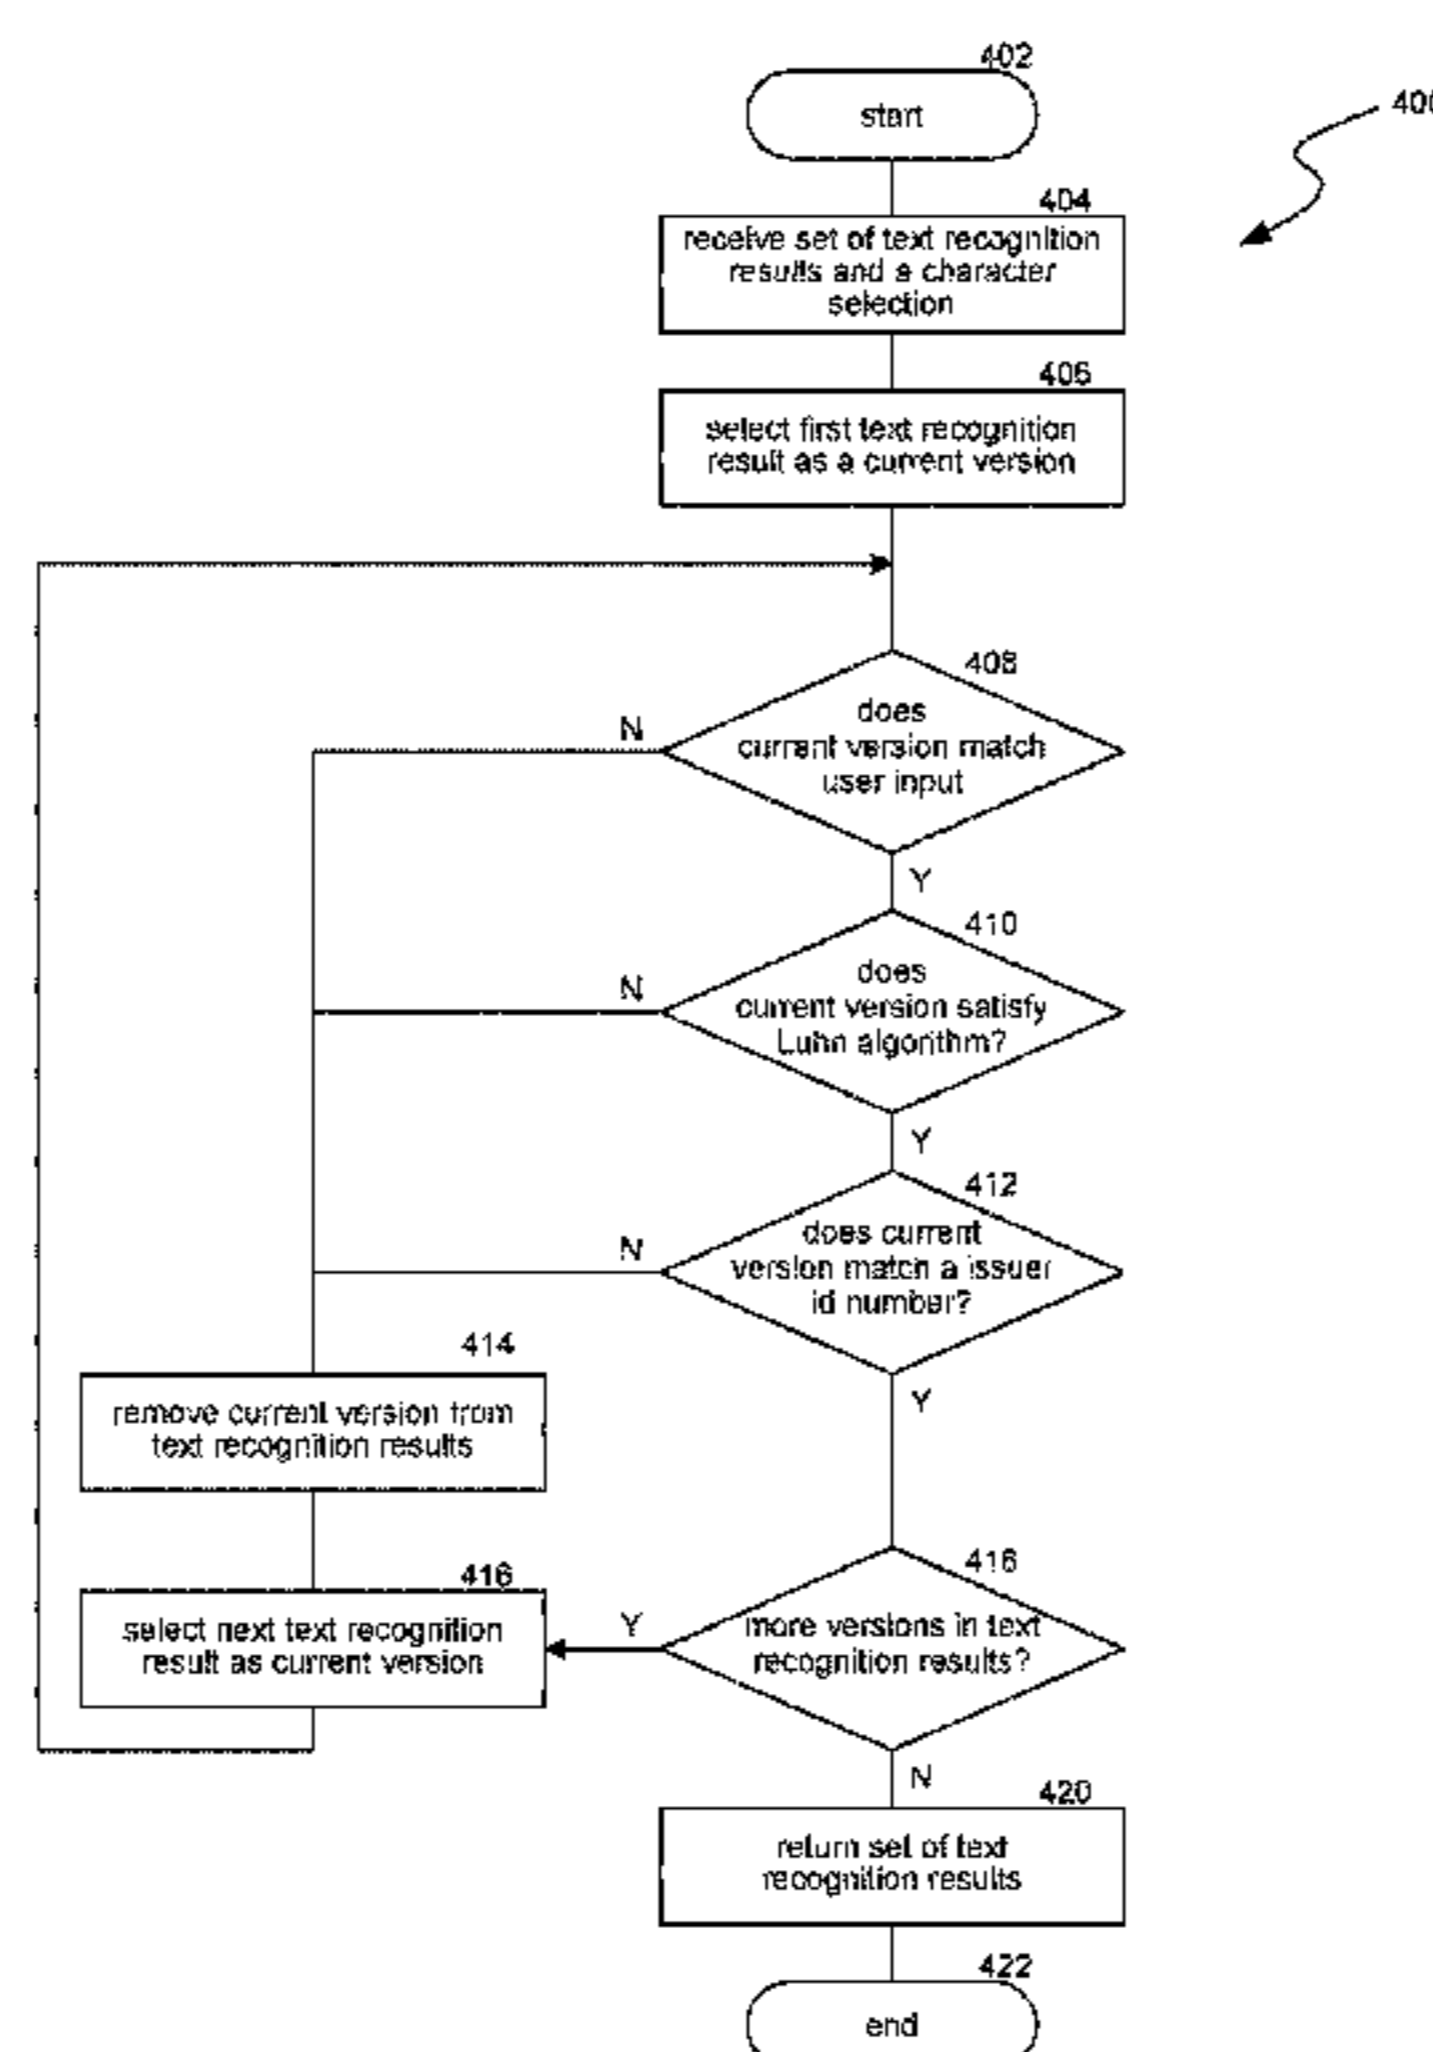 402
start
400
404
receive set of text recognition
results and a character
selection
405
select first text recognition
result as a current version
408
does
current version match
user input
N
Y
410
does
current version satisfy
Luhn algorithm?
N
Y
412
does current
version match a issuer
id number?
N
Y
414
remove current version from
text recognition results
416
select next text recognition
result as current version
416
more versions in text
recognition results?
Y
N
420
return set of text
recognition results
422
end